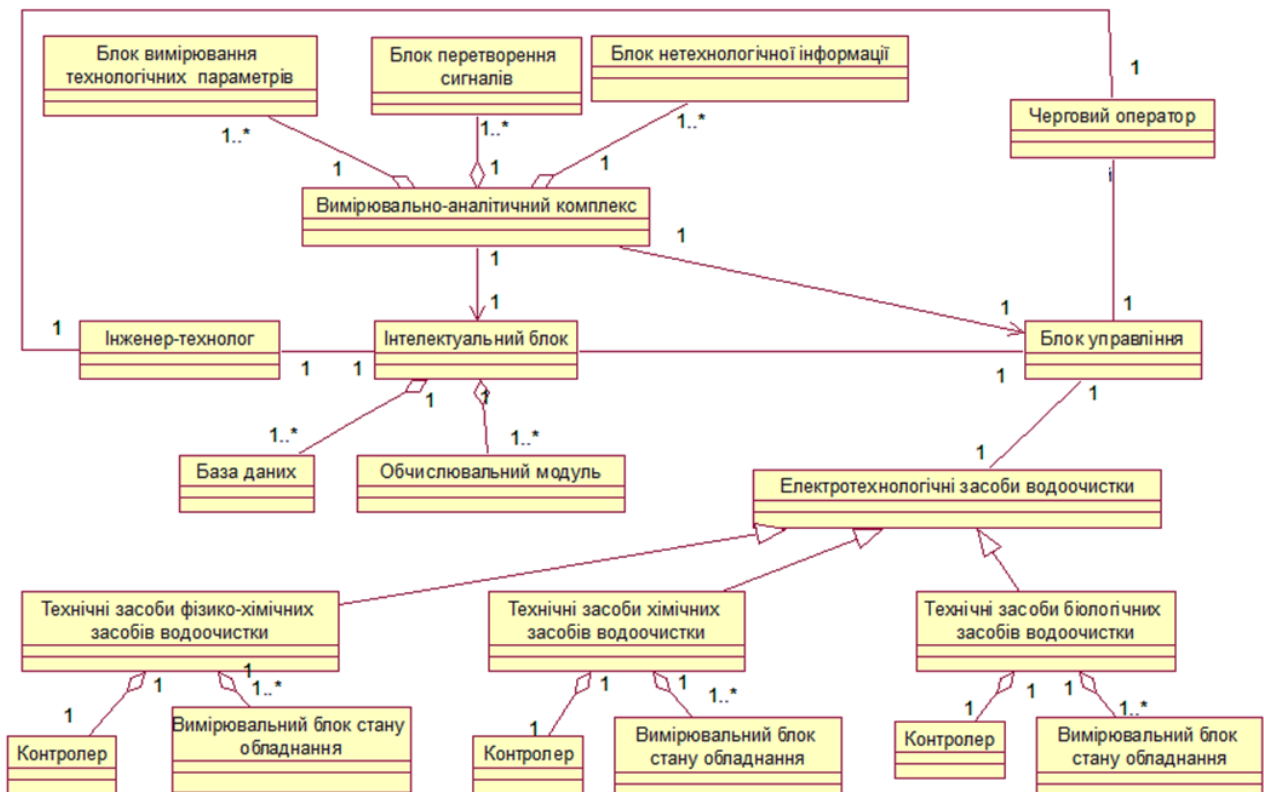 Блок вимірювання
технологічних параметрів
Блок перетворення
сигналів
Блок нетехнологічної інформації
1
Черговий оператор
1..*
1..*
1..*
1
1
1
i
Вимірювально-аналітичний комплекс
1
1
1
1
1
1
Інженер-технолог
Інтелектуальний блок
Блок управління
1
1
1
1
1
1
1..*
1..*
1
База даних
Обчислювальний модуль
Електротехнологічні засоби водоочистки
Технічні засоби фізико-хімічних
засобів водоочистки
Технічні засоби хімічних
засобів водоочистки
Технічні засоби біологічних
засобів водоочистки
1
1
1..*
1
1
1
1..*
1
1
1
1..*
1
Контролер
Вимірювальний блок стану
обладнання
Контролер
Вимірювальний блок
стану обладнання
Контролер
Вимірювальний блок
стану обладнання